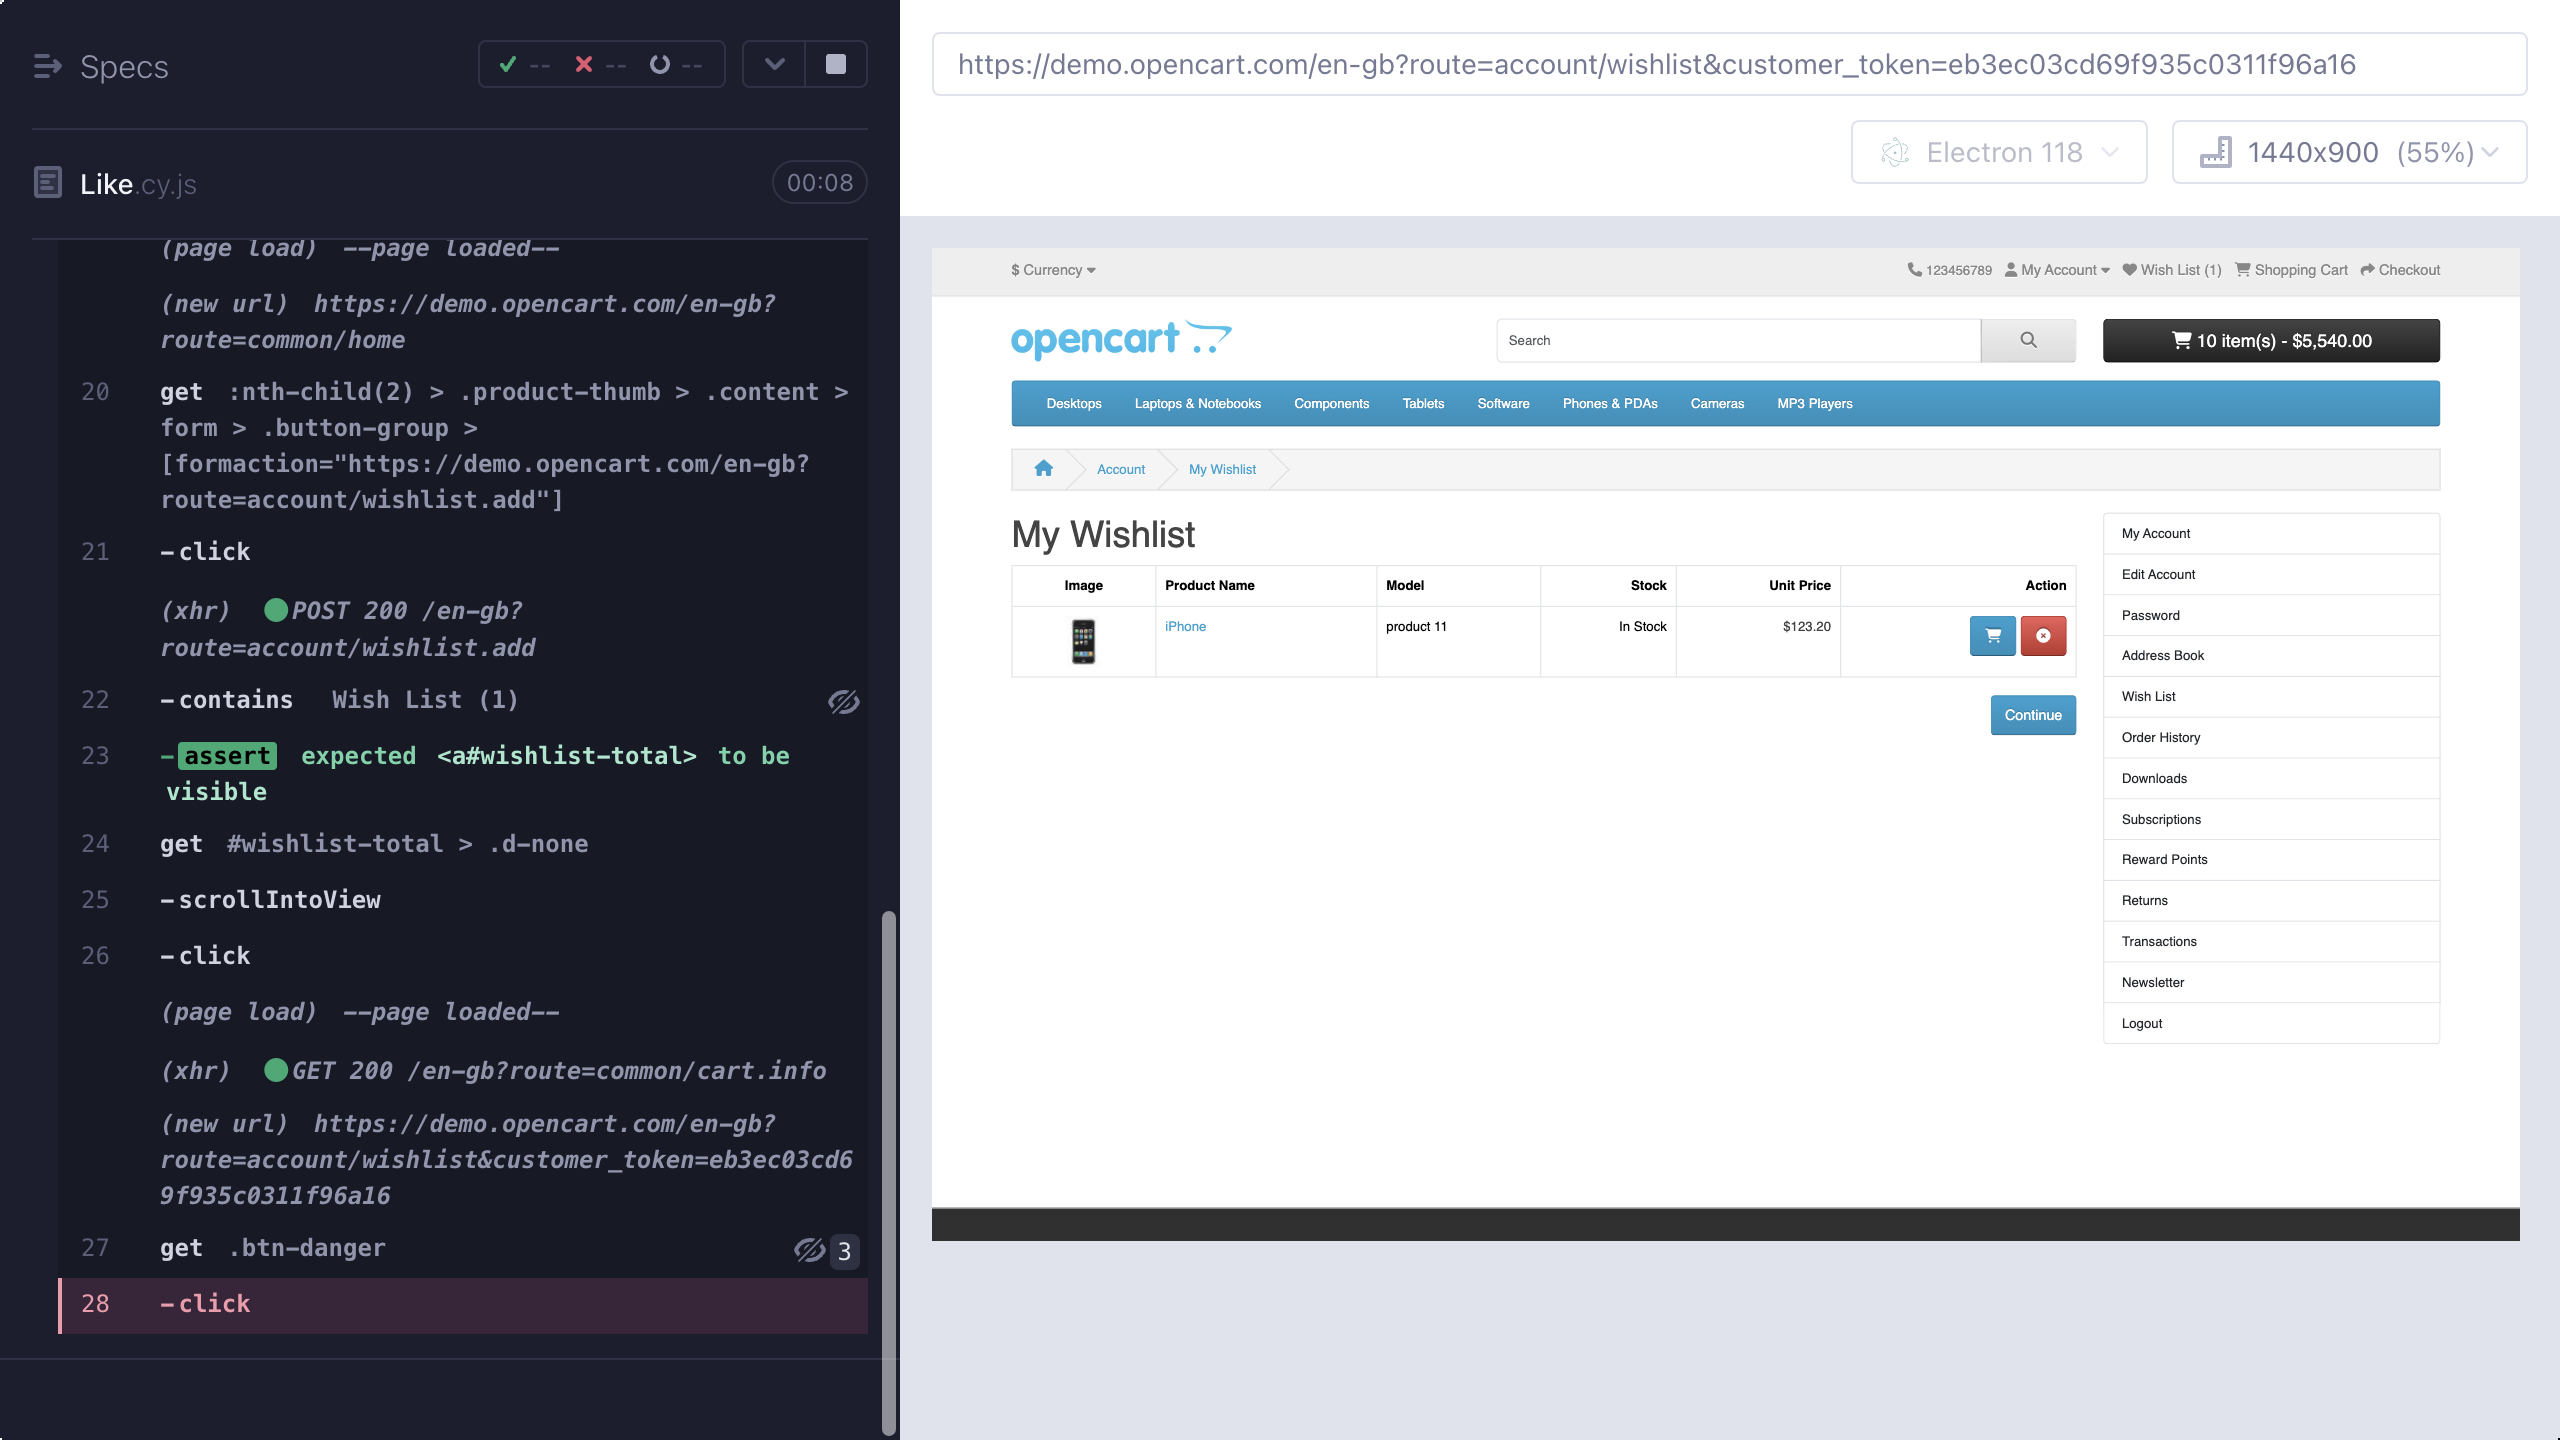 Specs
-- -- --
Like.cy.js
00:08
(page load) --page loaded--
(new url) https://demo.opencart.com/en-gb?
route=common/home
20 get :nth-child(2) > .product-thumb > .content >
form > .button-group >
[formaction="https://demo.opencart.com/en-gb?
route=account/wishlist.add"]
21 -click
(xhr) POST 200 /en-gb?
route=account/wishlist.add
22 -contains Wish List (1)
23 -assert expected <a#wishlist-total> to be
visible
24 get #wishlist-total > .d-none
25 -scrollIntoView
26 -click
(page load) --page loaded--
(xhr) GET 200 /en-gb?route=common/cart.info
(new url) https://demo.opencart.com/en-gb?
route=account/wishlist&customer_token=eb3ec03cd6
9f935c0311f96a16
27 get .btn-danger 3
28 -click
https://demo.opencart.com/en-gb?route=account/wishlist&customer_token=eb3ec03cd69f935c0311f96a16
Electron 118
1440x900 (55%)
$ Currency
123456789 My Account Wish List (1) Shopping Cart Checkout
opencart
Search
10 item(s) - $5,540.00
Desktops Laptops & Notebooks Components Tablets Software Phones & PDAs Cameras MP3 Players
Account My Wishlist
My Wishlist
Image Product Name Model Stock Unit Price Action
iPhone product 11 In Stock $123.20
Continue
My Account
Edit Account
Password
Address Book
Wish List
Order History
Downloads
Subscriptions
Reward Points
Returns
Transactions
Newsletter
Logout